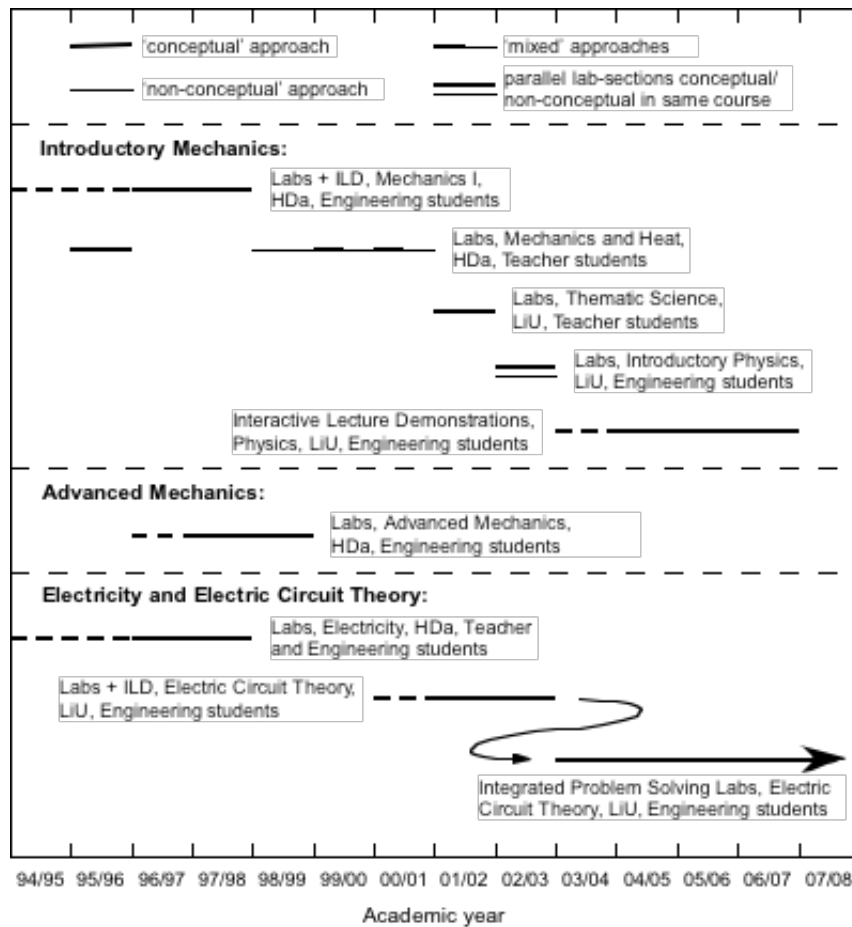 ‘conceptual’ approach
‘mixed’ approaches
‘non-conceptual’ approach
parallel lab-sections conceptual/
non-conceptual in same course
Introductory Mechanics:
Labs + ILD, Mechanics I,
HDa, Engineering students
Labs, Mechanics and Heat,
HDa, Teacher students
Labs, Thematic Science,
LiU, Teacher students
Labs, Introductory Physics,
LiU, Engineering students
Interactive Lecture Demonstrations,
Physics, LiU, Engineering students
Advanced Mechanics:
Labs, Advanced Mechanics,
HDa, Engineering students
Electricity and Electric Circuit Theory:
Labs, Electricity, HDa, Teacher
and Engineering students
Labs + ILD, Electric Circuit Theory,
LiU, Engineering students
Integrated Problem Solving Labs, Electric
Circuit Theory, LiU, Engineering students
94/95 95/96 96/97 97/98 98/99 99/00 00/01 01/02 02/03 03/04 04/05 05/06 06/07 07/08
Academic year